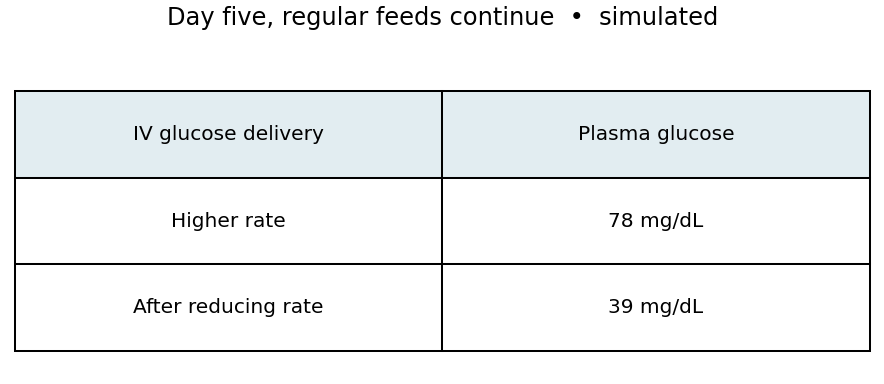 Day five, regular feeds continue • simulated
IV glucose delivery Plasma glucose
Higher rate 78 mg/dL
After reducing rate 39 mg/dL